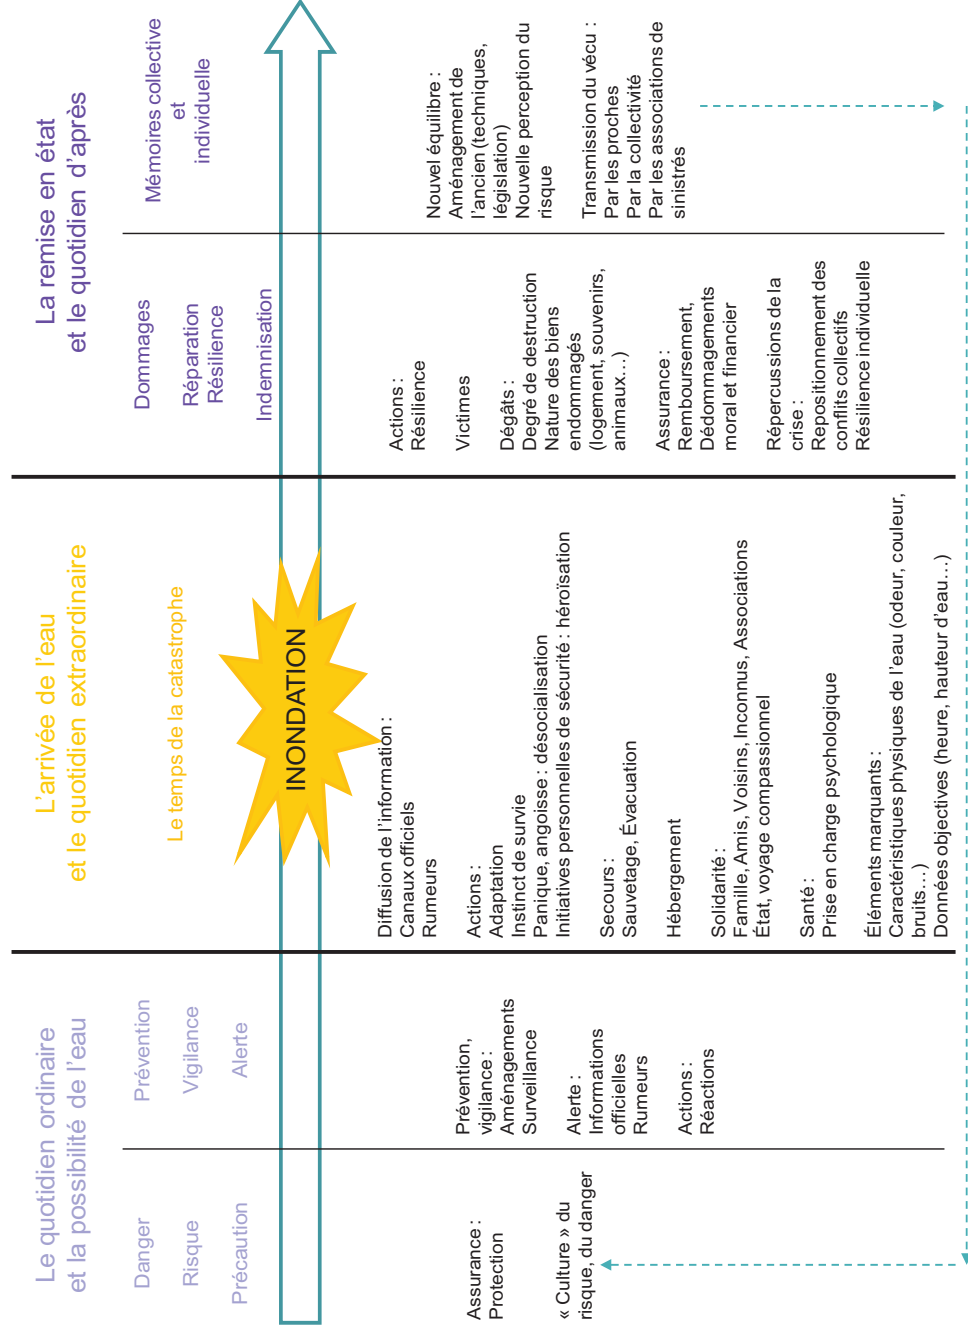 Le quotidien ordinaire
et la possibilité de l'eau
Danger
Risque
Précaution
Prévention
Vigilance
Alerte
Assurance :
Protection
« Culture » du
risque, du danger
Prévention,
vigilance :
Aménagements
Surveillance
Alerte :
Informations
officielles
Rumeurs
Actions :
Réactions
L'arrivée de l'eau
et le quotidien extraordinaire
Le temps de la catastrophe
INONDATION
Diffusion de l'information :
Canaux officiels
Rumeurs
Actions :
Adaptation
Instinct de survie
Panique, angoisse : désocialisation
Initiatives personnelles de sécurité : héroïsation
Secours :
Sauvetage, Évacuation
Hébergement
Solidarité :
Famille, Amis, Voisins, Inconnus, Associations
État, voyage compassionnel
Santé :
Prise en charge psychologique
Éléments marquants :
Caractéristiques physiques de l'eau (odeur, couleur,
bruits…)
Données objectives (heure, hauteur d'eau…)
La remise en état
et le quotidien d'après
Dommages
Réparation
Résilience
Indemnisation
Mémoires collective
et
individuelle
Actions :
Résilience
Victimes
Dégâts :
Degré de destruction
Nature des biens
endommagés
(logement, souvenirs,
animaux…)
Assurance :
Remboursement,
Dédommagements
moral et financier
Répercussions de la
crise :
Repositionnement des
conflits collectifs
Résilience individuelle
Nouvel équilibre :
Aménagement de
l'ancien (techniques,
législation)
Nouvelle perception du
risque
Transmission du vécu :
Par les proches
Par la collectivité
Par les associations de
sinistrés